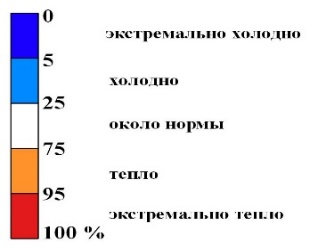 0
экстремально холодно
5
холодно
25
около нормы
75
тепло
95
экстремально тепло
100 %